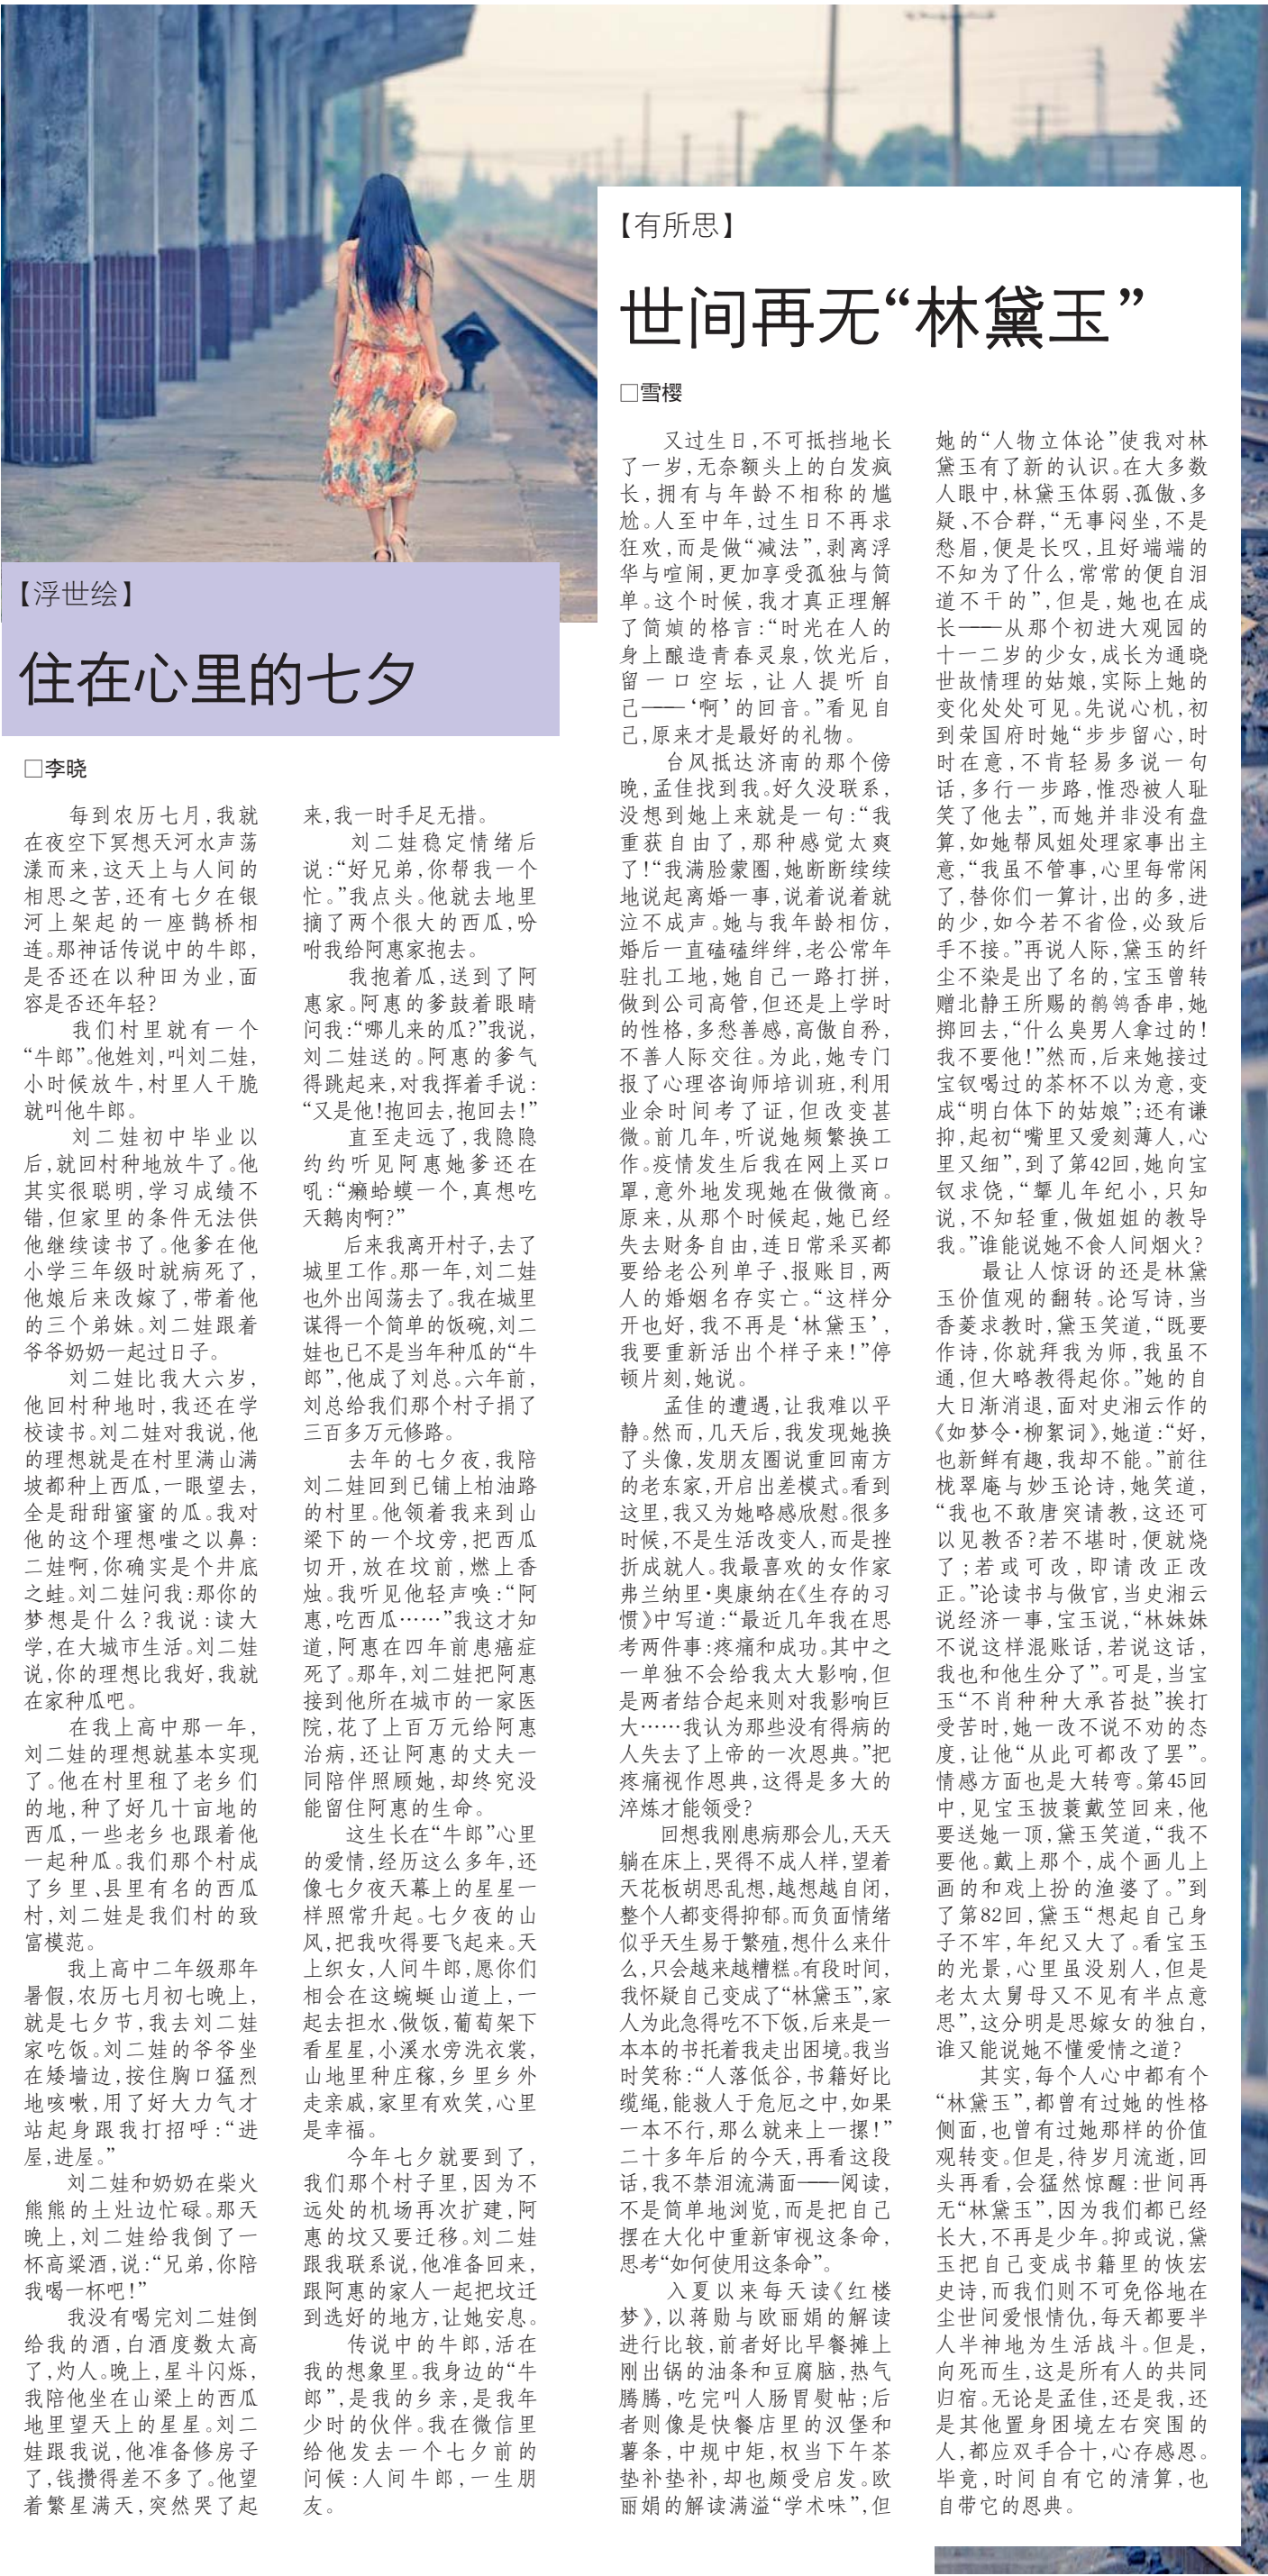 【浮世绘】
住在心里的七夕
□李晓
每到农历七月,我就
在夜空下冥想天河水声荡
漾而来,这天上与人间的
相思之苦,还有七夕在银
河上架起的一座鹊桥相
连。那神话传说中的牛郎,
是否还在以种田为业,面
容是否还年轻?
我们村里就有一个
“牛郎”。他姓刘,叫刘二娃,
小时候放牛,村里人干脆
就叫他牛郎。
刘二娃初中毕业以
后,就回村种地放牛了。他
其实很聪明,学习成绩不
错,但家里的条件无法供
他继续读书了。他爹在他
小学三年级时就病死了,
他娘后来改嫁了,带着他
的三个弟妹。刘二娃跟着
爷爷奶奶一起过日子。
刘二娃比我大六岁,
他回村种地时,我还在学
校读书。刘二娃对我说,他
的理想就是在村里满山满
坡都种上西瓜,一眼望去,
全是甜甜蜜蜜的瓜。我对
他的这个理想嗤之以鼻:
二娃啊,你确实是个井底
之蛙。刘二娃问我:那你的
梦想是什么?我说:读大
学,在大城市生活。刘二娃
说,你的理想比我好,我就
在家种瓜吧。
在我上高中那一年,
刘二娃的理想就基本实现
了。他在村里租了老乡们
的地,种了好几十亩地的
西瓜,一些老乡也跟着他
一起种瓜。我们那个村成
了乡里、县里有名的西瓜
村,刘二娃是我们村的致
富模范。
我上高中二年级那年
暑假,农历七月初七晚上,
就是七夕节,我去刘二娃
家吃饭。刘二娃的爷爷坐
在矮墙边,按住胸口猛烈
地咳嗽,用了好大力气才
站起身跟我打招呼:“进
屋,进屋。”
刘二娃和奶奶在柴火
熊熊的土灶边忙碌。那天
晚上,刘二娃给我倒了一
杯高粱酒,说:“兄弟,你陪
我喝一杯吧!”
我没有喝完刘二娃倒
给我的酒,白酒度数太高
了,灼人。晚上,星斗闪烁,
我陪他坐在山梁上的西瓜
地里望天上的星星。刘二
娃跟我说,他准备修房子
了,钱攒得差不多了。他望
着繁星满天,突然哭了起
来,我一时手足无措。
刘二娃稳定情绪后
说:“好兄弟,你帮我一个
忙。”我点头。他就去地里
摘了两个很大的西瓜,吩
咐我给阿惠家抱去。
我抱着瓜,送到了阿
惠家。阿惠的爹鼓着眼睛
问我:“哪儿来的瓜?”我说,
刘二娃送的。阿惠的爹气
得跳起来,对我挥着手说:
“又是他!抱回去,抱回去!”
直至走远了,我隐隐
约约听见阿惠她爹还在
吼:“癞蛤蟆一个,真想吃
天鹅肉啊?”
后来我离开村子,去了
城里工作。那一年,刘二娃
也外出闯荡去了。我在城里
谋得一个简单的饭碗,刘二
娃也已不是当年种瓜的“牛
郎”,他成了刘总。六年前,
刘总给我们那个村子捐了
三百多万元修路。
去年的七夕夜,我陪
刘二娃回到已铺上柏油路
的村里。他领着我来到山
梁下的一个坟旁,把西瓜
切开,放在坟前,燃上香
烛。我听见他轻声唤:“阿
惠,吃西瓜……”我这才知
道,阿惠在四年前患癌症
死了。那年,刘二娃把阿惠
接到他所在城市的一家医
院,花了上百万元给阿惠
治病,还让阿惠的丈夫一
同陪伴照顾她,却终究没
能留住阿惠的生命。
这生长在“牛郎”心里
的爱情,经历这么多年,还
像七夕夜天幕上的星星一
样照常升起。七夕夜的山
风,把我吹得要飞起来。天
上织女,人间牛郎,愿你们
相会在这蜿蜒山道上,一
起去担水、做饭,葡萄架下
看星星,小溪水旁洗衣裳,
山地里种庄稼,乡里乡外
走亲戚,家里有欢笑,心里
是幸福。
今年七夕就要到了,
我们那个村子里,因为不
远处的机场再次扩建,阿
惠的坟又要迁移。刘二娃
跟我联系说,他准备回来,
跟阿惠的家人一起把坟迁
到选好的地方,让她安息。
传说中的牛郎,活在
我的想象里。我身边的“牛
郎”,是我的乡亲,是我年
少时的伙伴。我在微信里
给他发去一个七夕前的
问候:人间牛郎,一生朋
友。
【有所思】
世间再无“林黛玉”
□雪樱
又过生日,不可抵挡地长
了一岁,无奈额头上的白发疯
长,拥有与年龄不相称的尴
尬。人至中年,过生日不再求
狂欢,而是做“减法”,剥离浮
华与喧闹,更加享受孤独与简
单。这个时候,我才真正理解
了简媜的格言:“时光在人的
身上酿造青春灵泉,饮光后,
留一口空坛,让人提听自
己——‘啊’的回音。”看见自
己,原来才是最好的礼物。
台风抵达济南的那个傍
晚,孟佳找到我。好久没联系,
没想到她上来就是一句:“我
重获自由了,那种感觉太爽
了!“我满脸蒙圈,她断断续续
地说起离婚一事,说着说着就
泣不成声。她与我年龄相仿,
婚后一直磕磕绊绊,老公常年
驻扎工地,她自己一路打拼,
做到公司高管,但还是上学时
的性格,多愁善感,高傲自矜,
不善人际交往。为此,她专门
报了心理咨询师培训班,利用
业余时间考了证,但改变甚
微。前几年,听说她频繁换工
作。疫情发生后我在网上买口
罩,意外地发现她在做微商。
原来,从那个时候起,她已经
失去财务自由,连日常采买都
要给老公列单子、报账目,两
人的婚姻名存实亡。“这样分
开也好,我不再是‘林黛玉’,
我要重新活出个样子来!”停
顿片刻,她说。
孟佳的遭遇,让我难以平
静。然而,几天后,我发现她换
了头像,发朋友圈说重回南方
的老东家,开启出差模式。看到
这里,我又为她略感欣慰。很多
时候,不是生活改变人,而是挫
折成就人。我最喜欢的女作家
弗兰纳里·奥康纳在《生存的习
惯》中写道:“最近几年我在思
考两件事:疼痛和成功。其中之
一单独不会给我太大影响,但
是两者结合起来则对我影响巨
大……我认为那些没有得病的
人失去了上帝的一次恩典。”把
疼痛视作恩典,这得是多大的
淬炼才能领受?
回想我刚患病那会儿,天天
躺在床上,哭得不成人样,望着
天花板胡思乱想,越想越自闭,
整个人都变得抑郁。而负面情绪
似乎天生易于繁殖,想什么来什
么,只会越来越糟糕。有段时间,
我怀疑自己变成了“林黛玉”,家
人为此急得吃不下饭,后来是一
本本的书托着我走出困境。我当
时笑称:“人落低谷,书籍好比
缆绳,能救人于危厄之中,如果
一本不行,那么就来上一摞!”
二十多年后的今天,再看这段
话,我不禁泪流满面——阅读,
不是简单地浏览,而是把自己
摆在大化中重新审视这条命,
思考“如何使用这条命”。
入夏以来每天读《红楼
梦》,以蒋勋与欧丽娟的解读
进行比较,前者好比早餐摊上
刚出锅的油条和豆腐脑,热气
腾腾,吃完叫人肠胃熨帖;后
者则像是快餐店里的汉堡和
薯条,中规中矩,权当下午茶
垫补垫补,却也颇受启发。欧
丽娟的解读满溢“学术味”,但
她的“人物立体论”使我对林
黛玉有了新的认识。在大多数
人眼中,林黛玉体弱、孤傲、多
疑、不合群,“无事闷坐,不是
愁眉,便是长叹,且好端端的
不知为了什么,常常的便自泪
道不干的”,但是,她也在成
长——从那个初进大观园的
十一二岁的少女,成长为通晓
世故情理的姑娘,实际上她的
变化处处可见。先说心机,初
到荣国府时她“步步留心,时
时在意,不肯轻易多说一句
话,多行一步路,惟恐被人耻
笑了他去”,而她并非没有盘
算,如她帮凤姐处理家事出主
意,“我虽不管事,心里每常闲
了,替你们一算计,出的多,进
的少,如今若不省俭,必致后
手不接。”再说人际,黛玉的纤
尘不染是出了名的,宝玉曾转
赠北静王所赐的鹡鸰香串,她
掷回去,“什么臭男人拿过的!
我不要他!”然而,后来她接过
宝钗喝过的茶杯不以为意,变
成“明白体下的姑娘”;还有谦
抑,起初“嘴里又爱刻薄人,心
里又细”,到了第42回,她向宝
钗求饶,“颦儿年纪小,只知
说,不知轻重,做姐姐的教导
我。”谁能说她不食人间烟火?
最让人惊讶的还是林黛
玉价值观的翻转。论写诗,当
香菱求教时,黛玉笑道,“既要
作诗,你就拜我为师,我虽不
通,但大略教得起你。”她的自
大日渐消退,面对史湘云作的
《如梦令·柳絮词》,她道:“好,
也新鲜有趣,我却不能。”前往
栊翠庵与妙玉论诗,她笑道,
“我也不敢唐突请教,这还可
以见教否?若不堪时,便就烧
了;若或可改,即请改正改
正。”论读书与做官,当史湘云
说经济一事,宝玉说,“林妹妹
不说这样混账话,若说这话,
我也和他生分了”。可是,当宝
玉“不肖种种大承笞挞”挨打
受苦时,她一改不说不劝的态
度,让他“从此可都改了罢”。
情感方面也是大转弯。第45回
中,见宝玉披蓑戴笠回来,他
要送她一顶,黛玉笑道,“我不
要他。戴上那个,成个画儿上
画的和戏上扮的渔婆了。”到
了第82回,黛玉“想起自己身
子不牢,年纪又大了。看宝玉
的光景,心里虽没别人,但是
老太太舅母又不见有半点意
思”,这分明是思嫁女的独白,
谁又能说她不懂爱情之道?
其实,每个人心中都有个
“林黛玉”,都曾有过她的性格
侧面,也曾有过她那样的价值
观转变。但是,待岁月流逝,回
头再看,会猛然惊醒:世间再
无“林黛玉”,因为我们都已经
长大,不再是少年。抑或说,黛
玉把自己变成书籍里的恢宏
史诗,而我们则不可免俗地在
尘世间爱恨情仇,每天都要半
人半神地为生活战斗。但是,
向死而生,这是所有人的共同
归宿。无论是孟佳,还是我,还
是其他置身困境左右突围的
人,都应双手合十,心存感恩。
毕竟,时间自有它的清算,也
自带它的恩典。